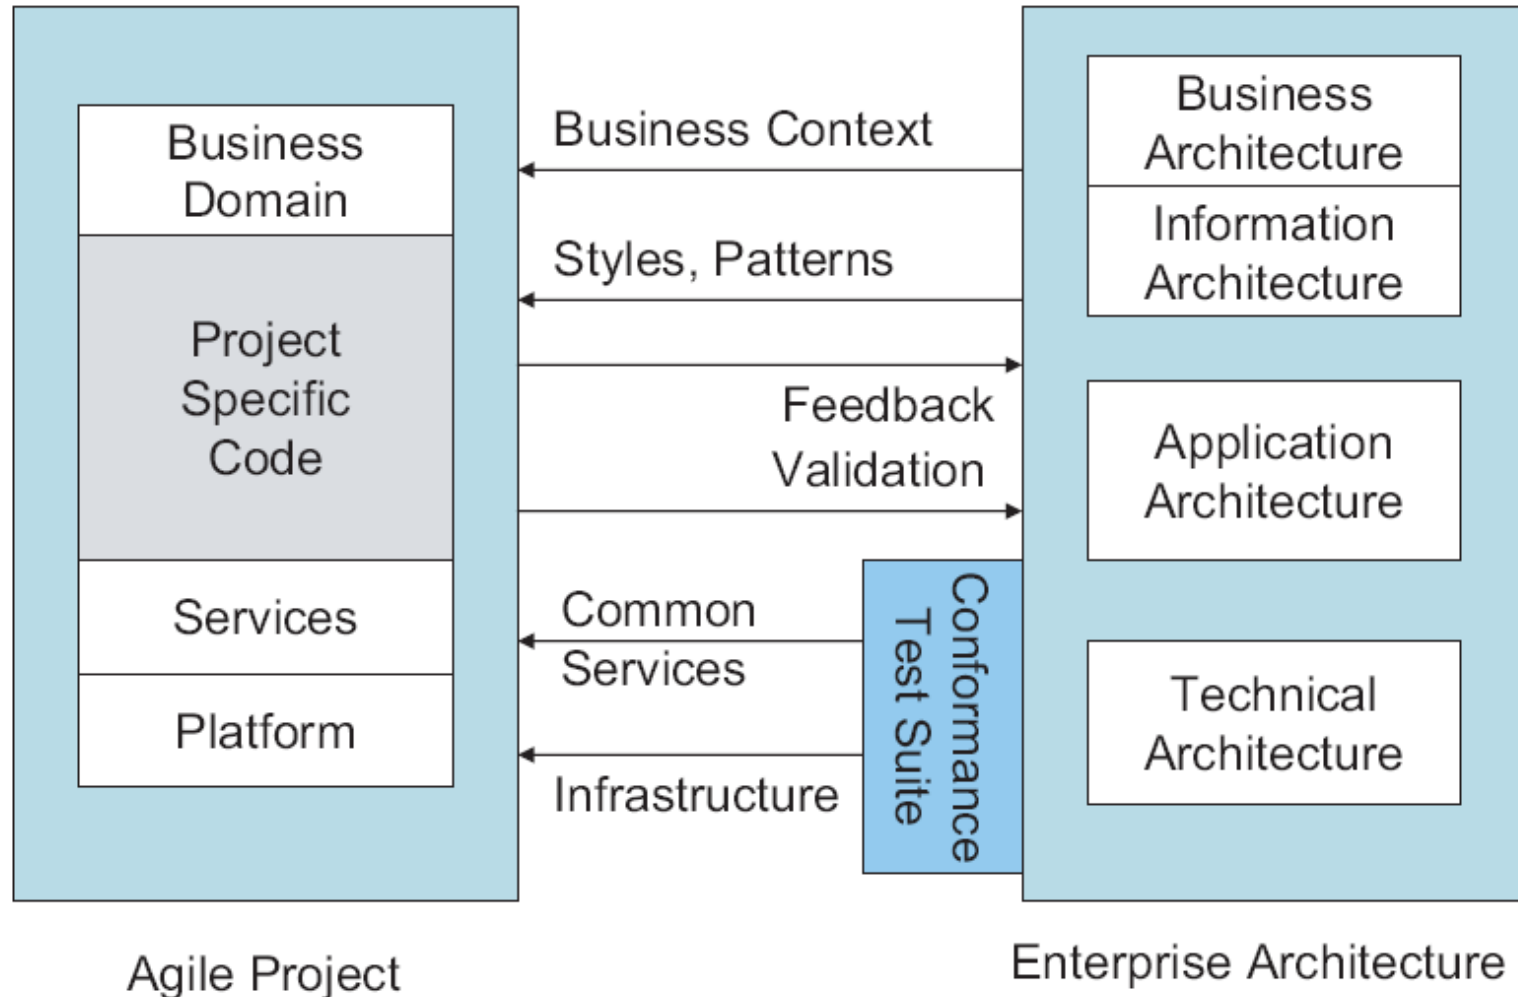 Business
Domain
Project
Specific
Code
Services
Platform
Agile Project
Business Context
Styles, Patterns
Feedback
Validation
Common
Services
Infrastructure
Conformance
Test Suite
Business
Architecture
Information
Architecture
Application
Architecture
Technical
Architecture
Enterprise Architecture